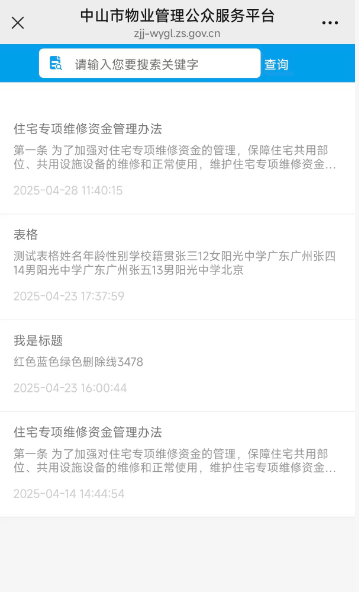 中山市物业管理公众服务平台
zjj-wygl.zs.gov.cn
请输入您要搜索关键字 查询
住宅专项维修资金管理办法
第一条 为了加强对住宅专项维修资金的管理，保障住宅共用部
位、共用设施设备的维修和正常使用，维护住宅专项维修资金...
2025-04-28 11:40:15
表格
测试表格姓名年龄性别学校籍贯张三12女阳光中学广东广州张四
14男阳光中学广东广州张五13男阳光中学北京
2025-04-23 17:37:59
我是标题
红色蓝色绿色删除线3478
2025-04-23 16:00:44
住宅专项维修资金管理办法
第一条 为了加强对住宅专项维修资金的管理，保障住宅共用部
位、共用设施设备的维修和正常使用，维护住宅专项维修资金...
2025-04-14 14:44:54